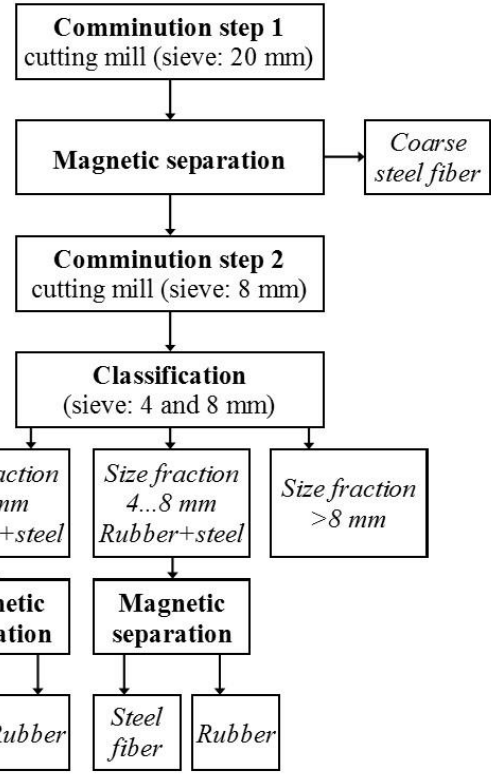 Comminution step 1
cutting mill (sieve: 20 mm)
Magnetic separation
Coarse
steel fiber
Comminution step 2
cutting mill (sieve: 8 mm)
Classification
(sieve: 4 and 8 mm)
mm
+steel
Size fraction
4...8 mm
Rubber+steel
Size fraction
>8 mm
Magnetic
separation
Rubber
Steel
fiber
Rubber